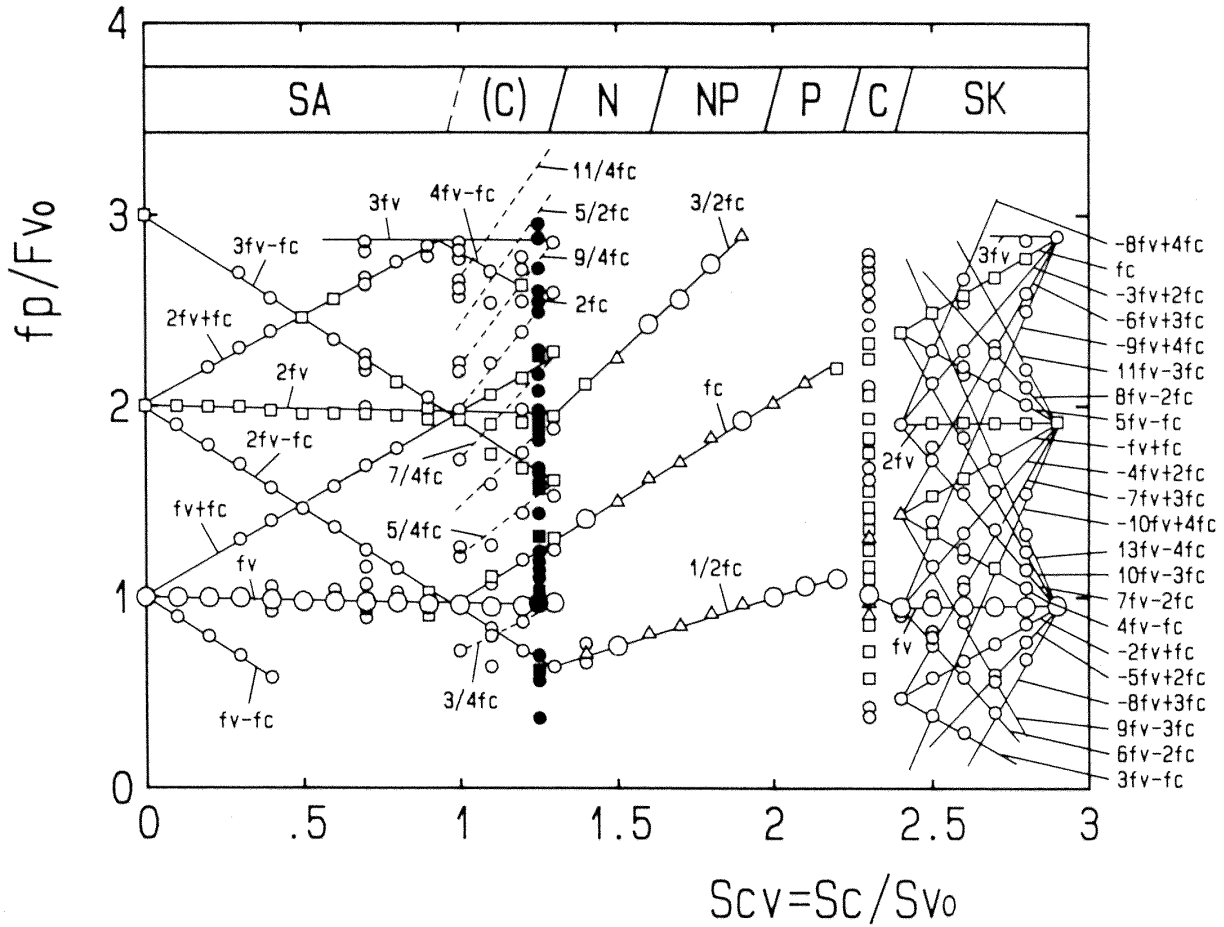 4
SA (C) N NP P C SK
fp/Fv0
3
2
1
0
3fv-fc
2fv+fc
2fv
2fv-fc
fv+fc
fv
fv-fc
3fv
4fv-fc
11/4fc
5/2fc
9/4fc
2fc
7/4fc
5/4fc
3/4fc
3/2fc
fc
1/2fc
3fv
2fv
fv
-8fv+4fc
fc
-3fv+2fc
-6fv+3fc
-9fv+4fc
11fv-3fc
8fv-2fc
5fv-fc
-fv+fc
-4fv+2fc
-7fv+3fc
-10fv+4fc
13fv-4fc
10fv-3fc
7fv-2fc
4fv-fc
-2fv+fc
-5fv+2fc
-8fv+3fc
9fv-3fc
6fv-2fc
3fv-fc
0 .5 1 1.5 2 2.5 3
Scv=Sc/Sv0